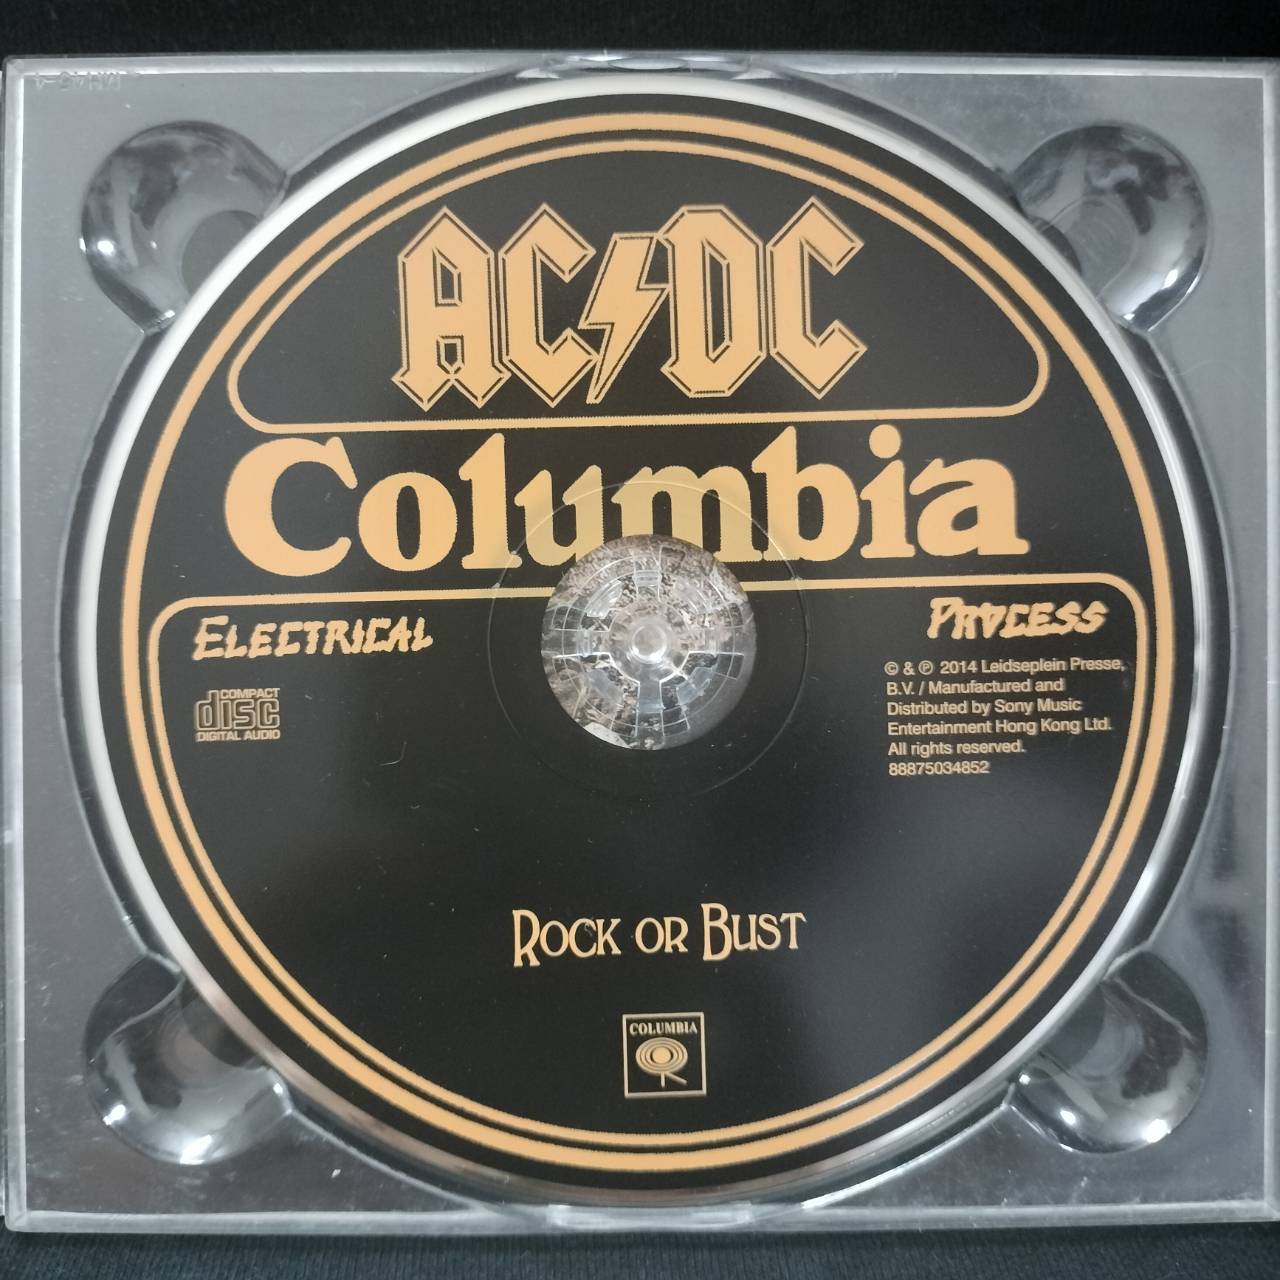 AC/DC
Columbia
ELECTRICAL
PROCESS
COMPACT
disc
DIGITAL AUDIO
© & ℗ 2014 Leidseplein Presse,
B.V. / Manufactured and
Distributed by Sony Music
Entertainment Hong Kong Ltd.
All rights reserved.
88875034852
ROCK OR BUST
COLUMBIA